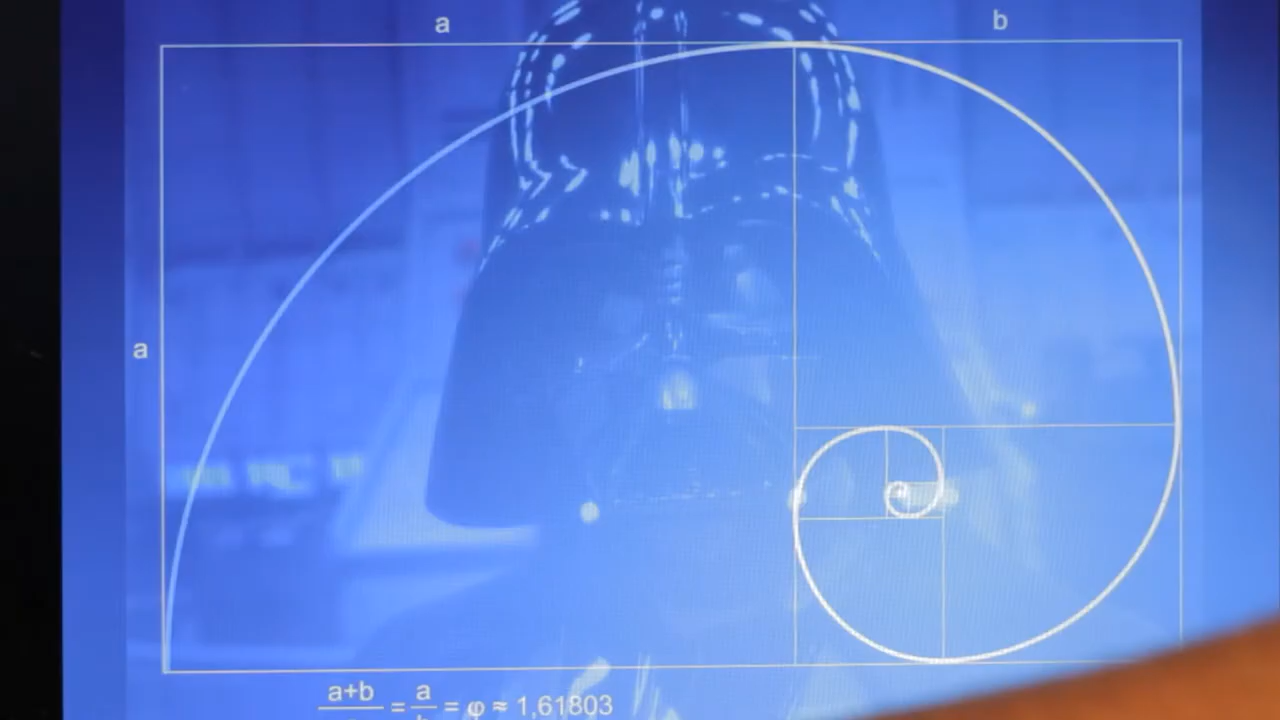 a
b
a
a+b = a = φ ≈ 1,61803